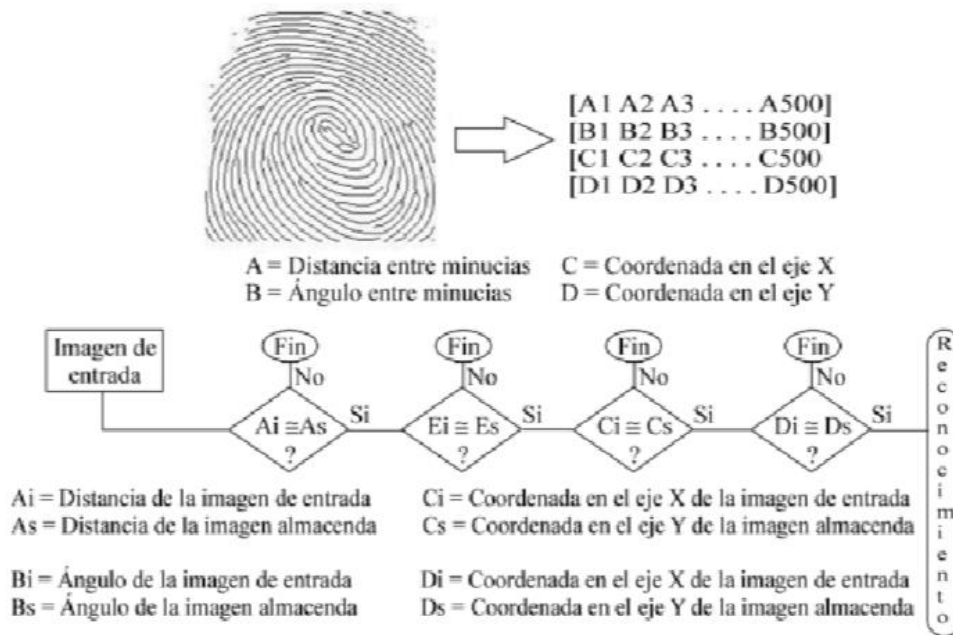 [A1 A2 A3 . . . . A500]
[B1 B2 B3 . . . . B500]
[C1 C2 C3 . . . . C500
[D1 D2 D3 . . . . D500]
A = Distancia entre minucias
B = Ángulo entre minucias
C = Coordenada en el eje X
D = Coordenada en el eje Y
Imagen de
entrada
Fin
No
Ai ≅ As
?
Si
Fin
No
Ei ≅ Es
?
Si
Fin
No
Ci ≅ Cs
?
Si
Fin
No
Di ≅ Ds
?
Si
Reconocimiento
Ai = Distancia de la imagen de entrada
As = Distancia de la imagen almacenda
Bi = Ángulo de la imagen de entrada
Bs = Ángulo de la imagen almacenda
Ci = Coordenada en el eje X de la imagen de entrada
Cs = Coordenada en el eje Y de la imagen almacenda
Di = Coordenada en el eje X de la imagen de entrada
Ds = Coordenada en el eje Y de la imagen almacenda